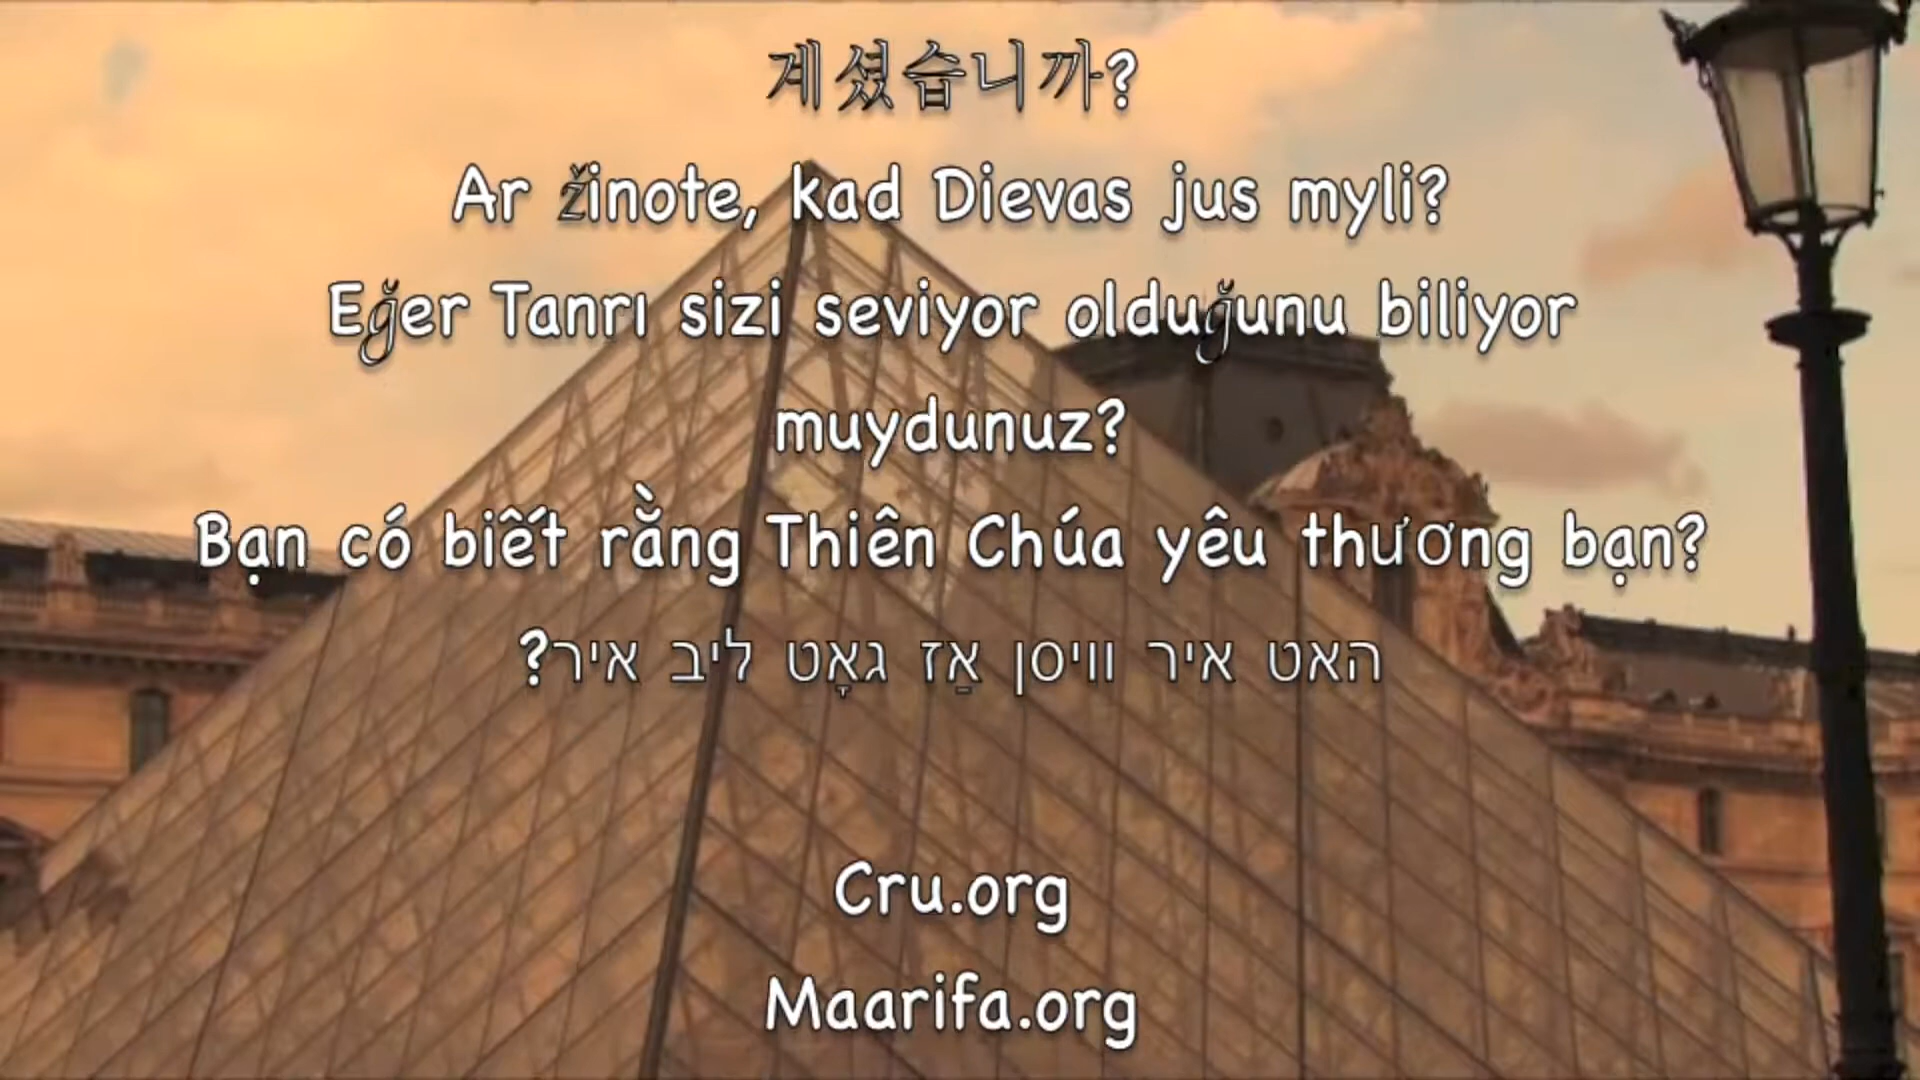 계셨습니까?
Ar žinote, kad Dievas jus myli?
Eğer Tanrı sizi seviyor olduğunu biliyor
muydunuz?
Bạn có biết rằng Thiên Chúa yêu thương bạn?
האט איר וויסן אַז גאָט ליב איר?
Cru.org
Maarifa.org